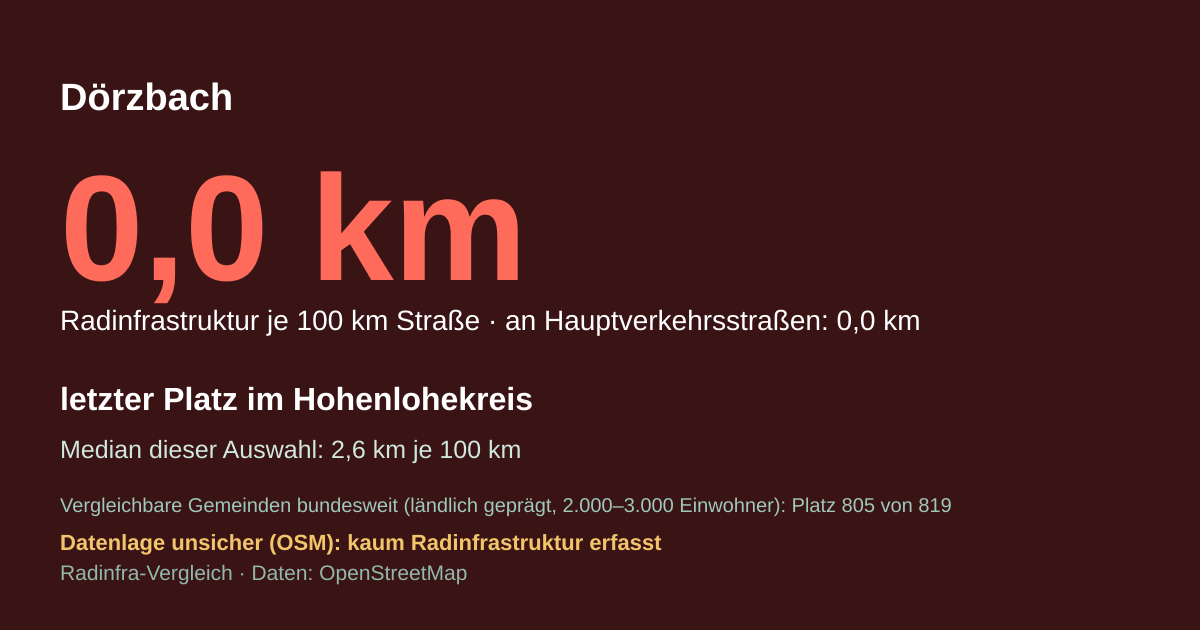 Dörzbach
0,0 km
Radinfrastruktur je 100 km Straße · an Hauptverkehrsstraßen: 0,0 km
letzter Platz im Hohenlohekreis
Median dieser Auswahl: 2,6 km je 100 km
Vergleichbare Gemeinden bundesweit (ländlich geprägt, 2.000–3.000 Einwohner): Platz 805 von 819
Datenlage unsicher (OSM): kaum Radinfrastruktur erfasst
Radinfra-Vergleich · Daten: OpenStreetMap